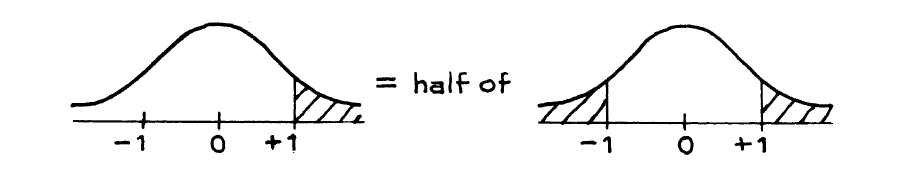 = half of
-1 0 +1 -1 0 +1